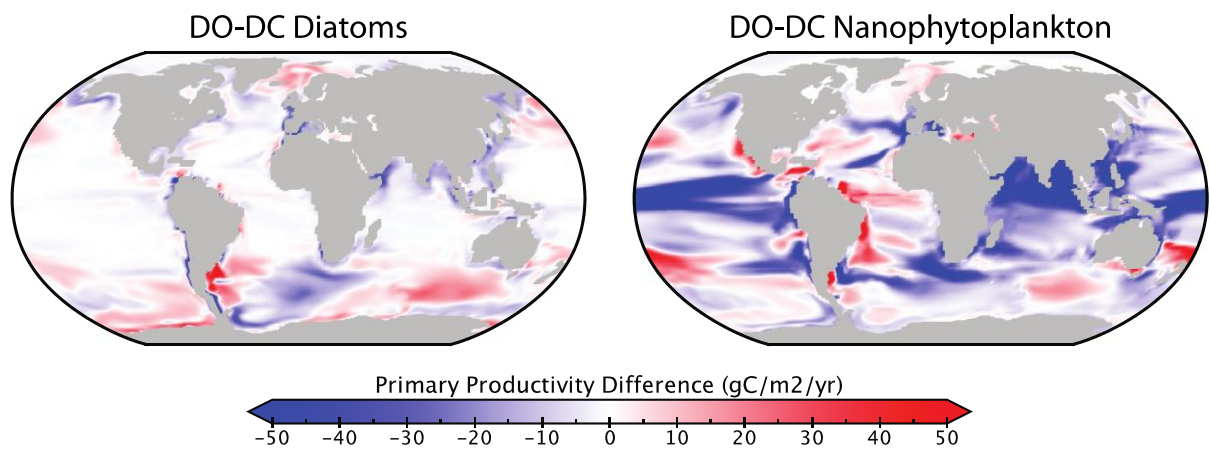 DO-DC Diatoms
DO-DC Nanophytoplankton
Primary Productivity Difference (gC/m2/yr)
-50 -40 -30 -20 -10 0 10 20 30 40 50